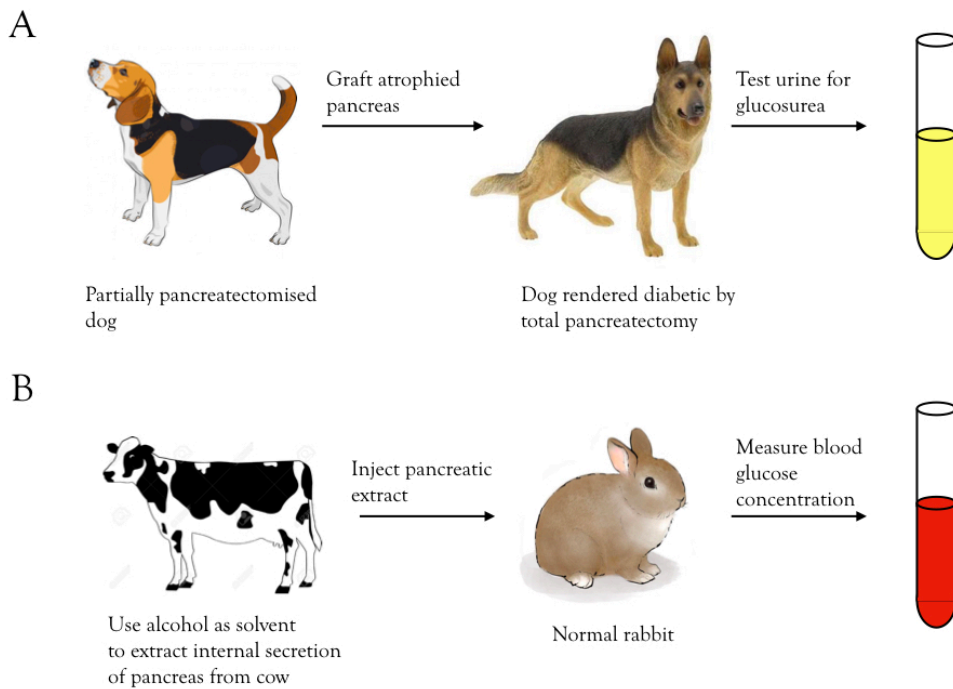 A
Graft atrophied
pancreas
Test urine for
glucosurea
Partially pancreatectomised
dog
Dog rendered diabetic by
total pancreatectomy
B
Inject pancreatic
extract
Measure blood
glucose
concentration
Use alcohol as solvent
to extract internal secretion
of pancreas from cow
Normal rabbit